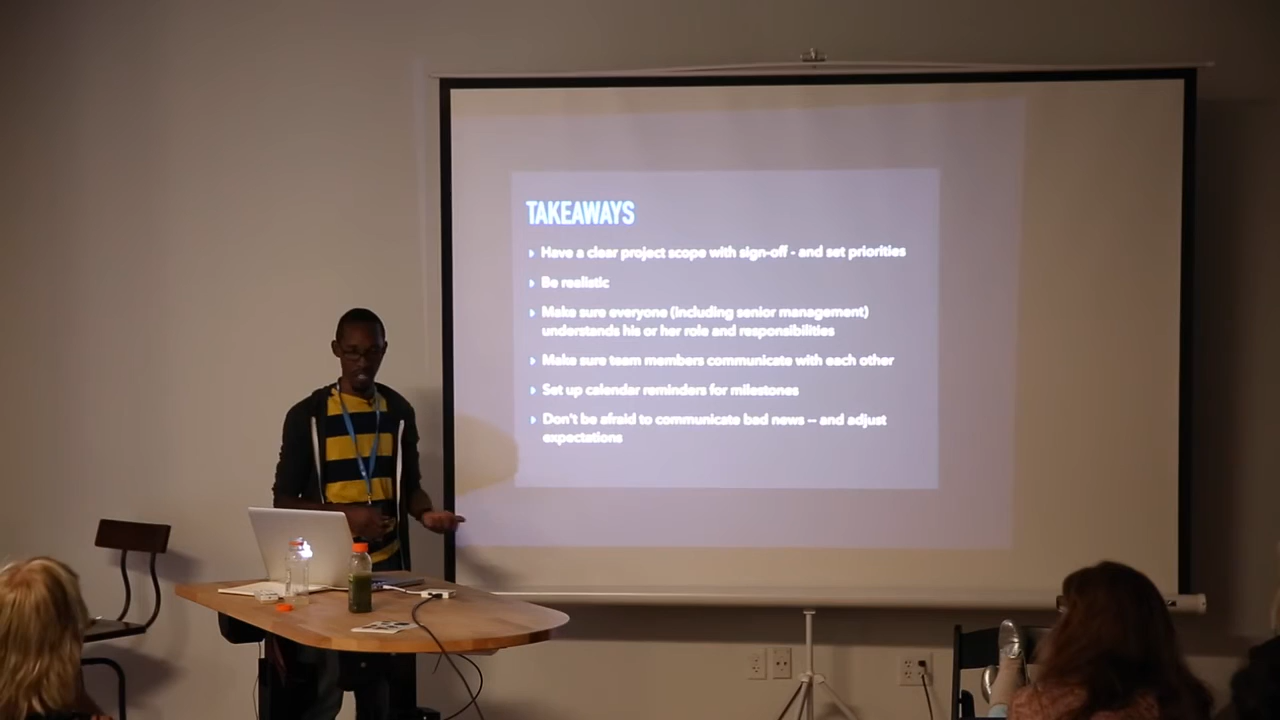 TAKEAWAYS
Have a clear project scope with sign-off - and set priorities
Be realistic
Make sure everyone (including senior management)
understands his or her role and responsibilities
Make sure team members communicate with each other
Set up calendar reminders for milestones
Don't be afraid to communicate bad news -- and adjust
expectations